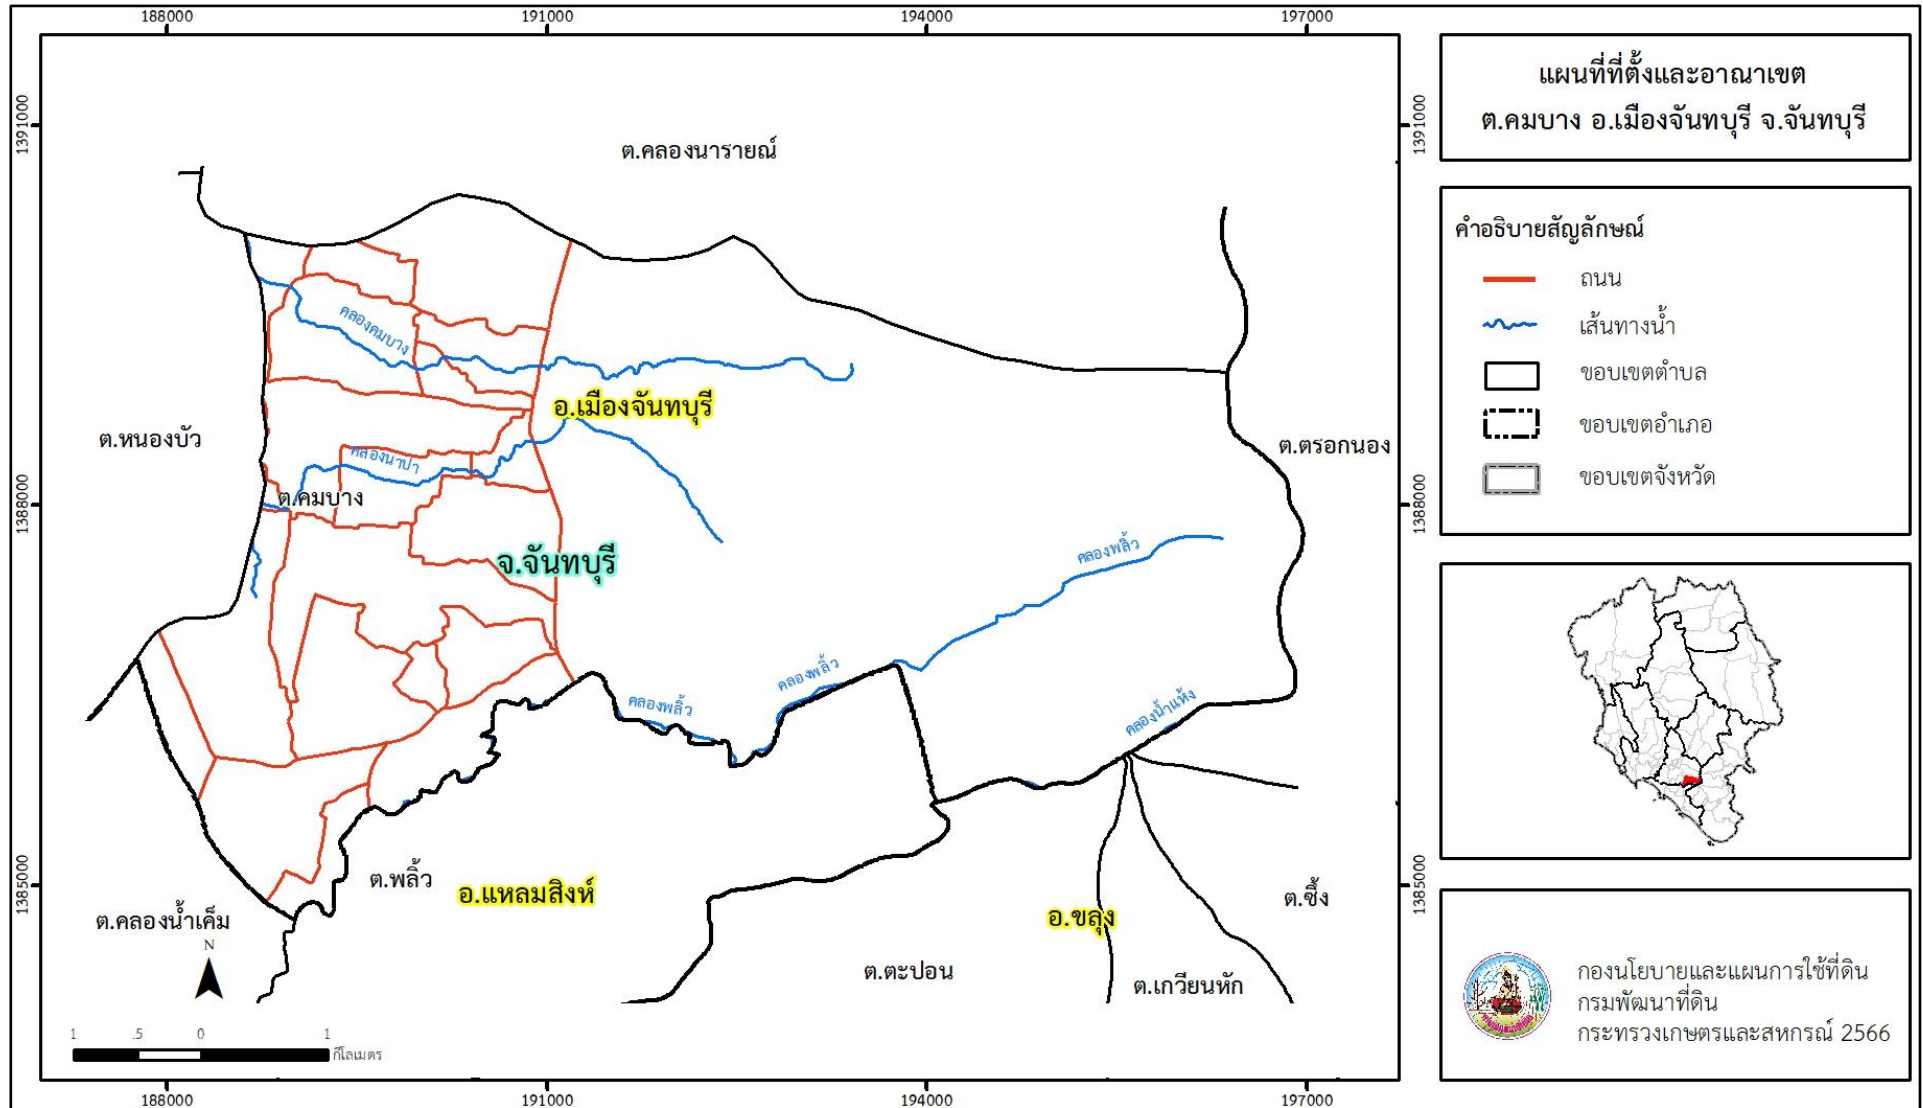 188000
191000
194000
197000
1391000
1388000
1385000
1391000
1388000
1385000
188000
191000
194000
197000
ต.คลองนารายณ์
คลองคมบาง
อ.เมืองจันทบุรี
ต.หนองบัว
ต.ตรอกนอง
คลองนาปา
ต.คมบาง
จ.จันทบุรี
คลองพลิ้ว
คลองพลิ้ว
คลองพลิ้ว
คลองน้ำแห้ง
ต.พลิ้ว
อ.แหลมสิงห์
ต.ซึ้ง
อ.ขลุง
ต.คลองน้ำเค็ม
ต.ตะปอน
ต.เกวียนหัก
N
1 .5 0 1
กิโลเมตร
แผนที่ที่ตั้งและอาณาเขต
ต.คมบาง อ.เมืองจันทบุรี จ.จันทบุรี
คำอธิบายสัญลักษณ์
ถนน
เส้นทางน้ำ
ขอบเขตตำบล
ขอบเขตอำเภอ
ขอบเขตจังหวัด
กองนโยบายและแผนการใช้ที่ดิน
กรมพัฒนาที่ดิน
กระทรวงเกษตรและสหกรณ์ 2566